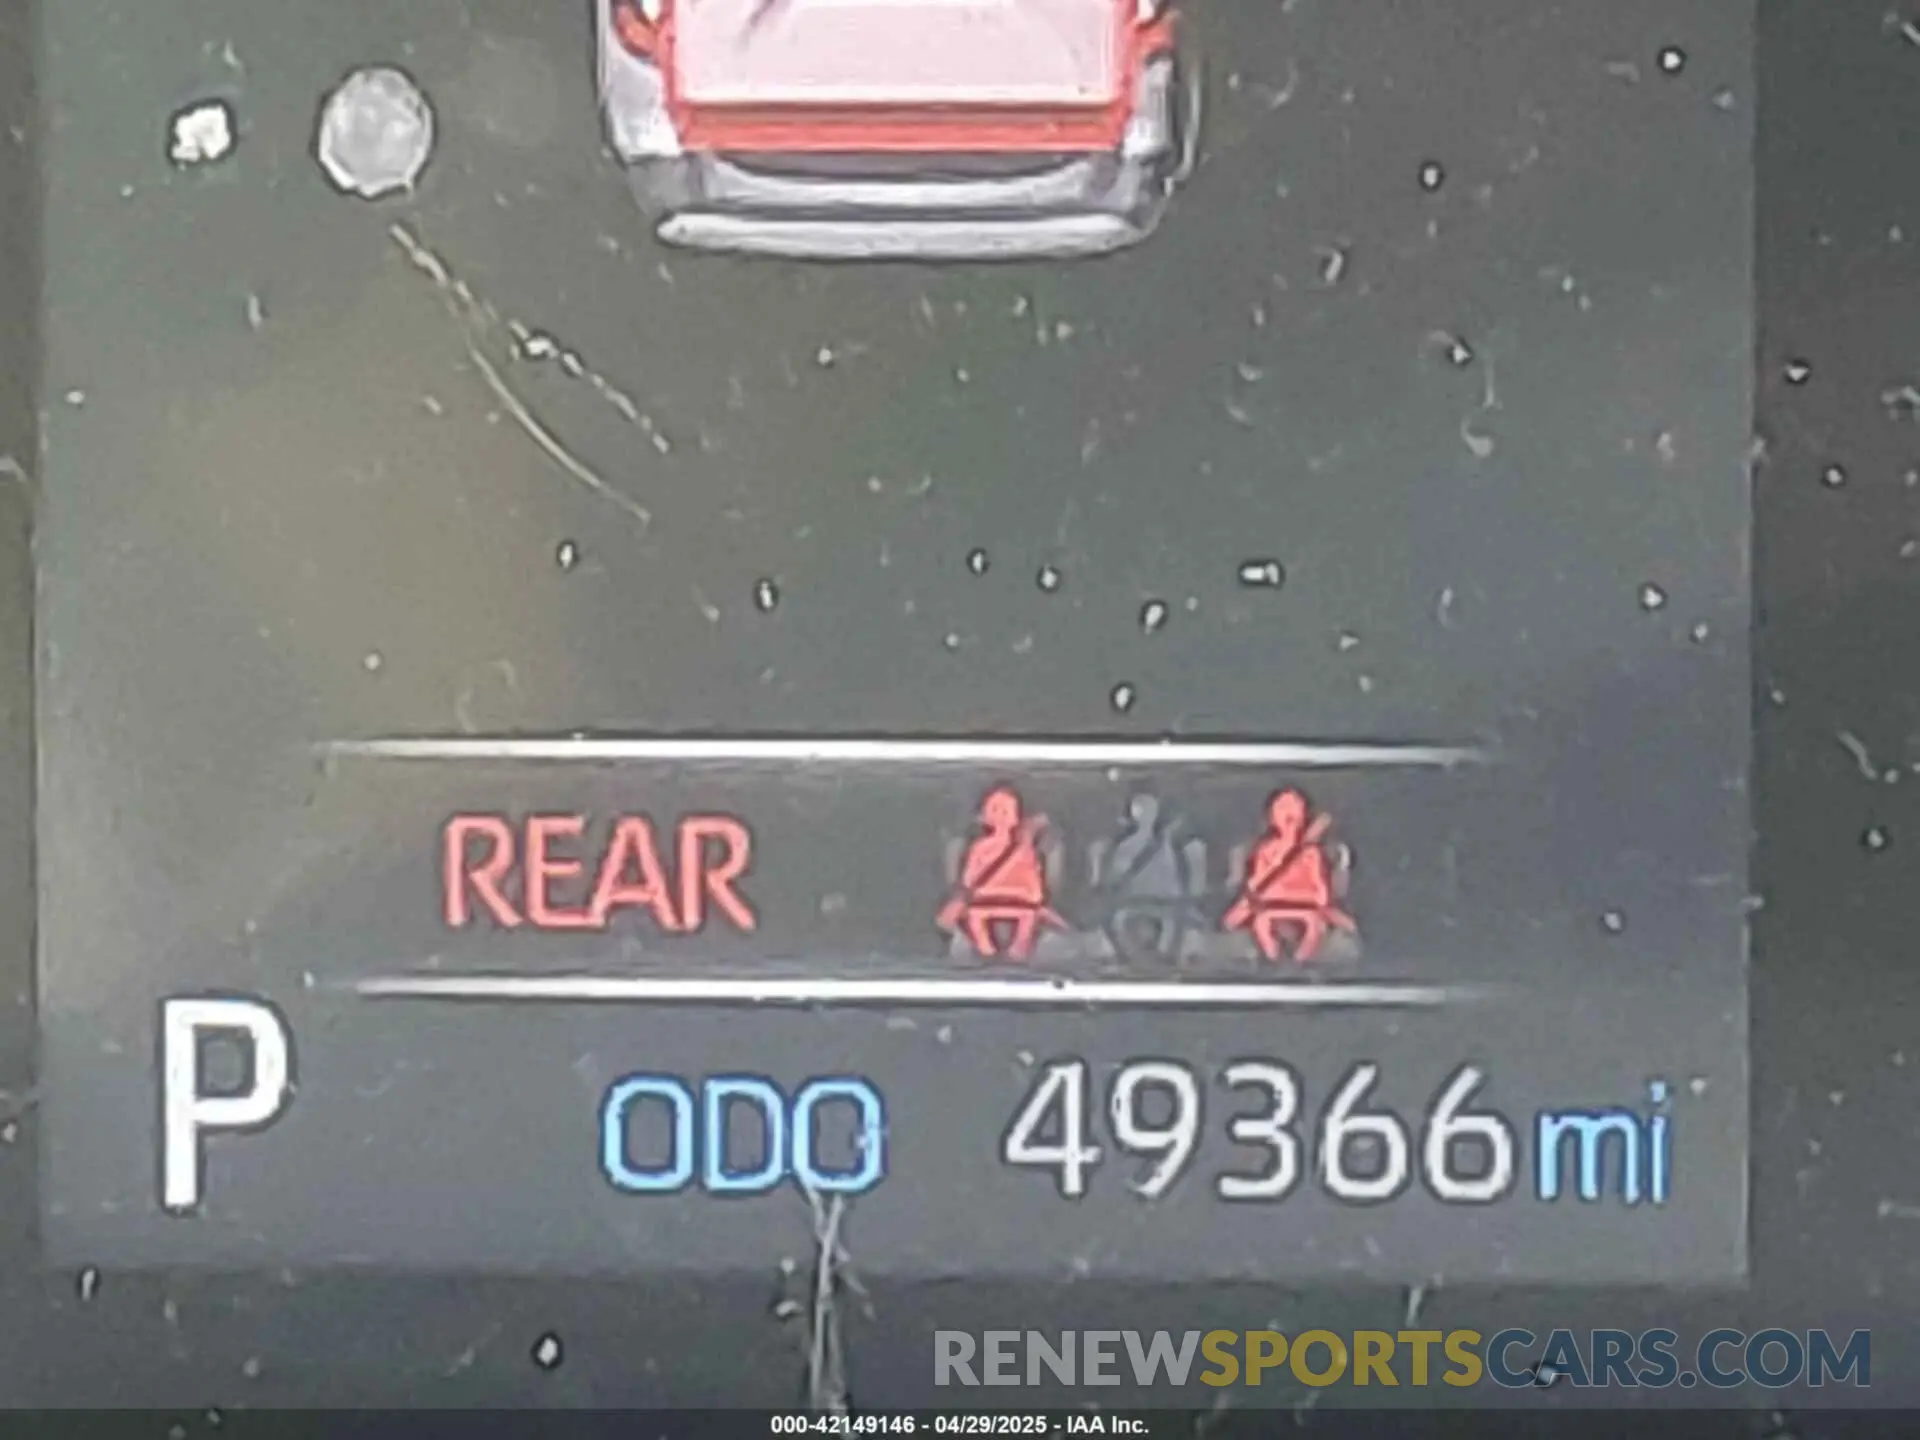 REAR
P ODO 49366mi
RENEWSPORTSCARS.COM
000-42149146 - 04/29/2025 - IAA Inc.